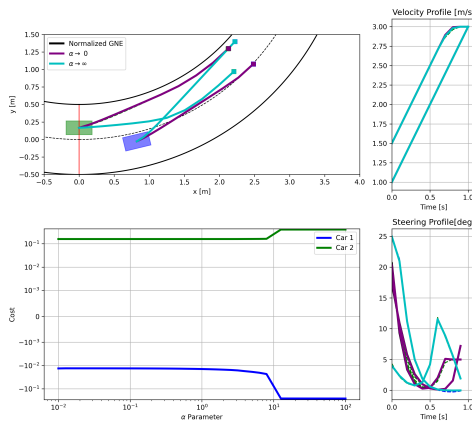 Velocity Profile [m/s
1.50
1.25
1.00
0.75
0.50
0.25
0.00
−0.25
−0.50
y [m]
Normalized GNE
α → 0
α → ∞
−0.5 0.0 0.5 1.0 1.5 2.0 2.5 3.0 3.5 4.0
x [m]
3.00
2.75
2.50
2.25
2.00
1.75
1.50
1.25
1.00
0.0 0.5 1.0
Time [s]
Steering Profile[deg
10⁻¹
10⁻²
10⁻³
0
10⁻³
−10⁻²
−10⁻¹
Cost
Car 1
Car 2
10⁻² 10⁻¹ 10⁰ 10¹ 10²
α Parameter
25
20
15
10
5
0
0.0 0.5 1.0
Time [s]